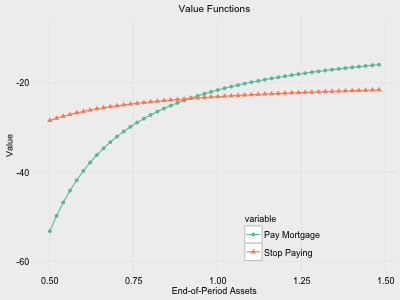 Value Functions
Value
-20
-40
-60
variable
Pay Mortgage
Stop Paying
0.50
0.75
1.00
1.25
1.50
End-of-Period Assets